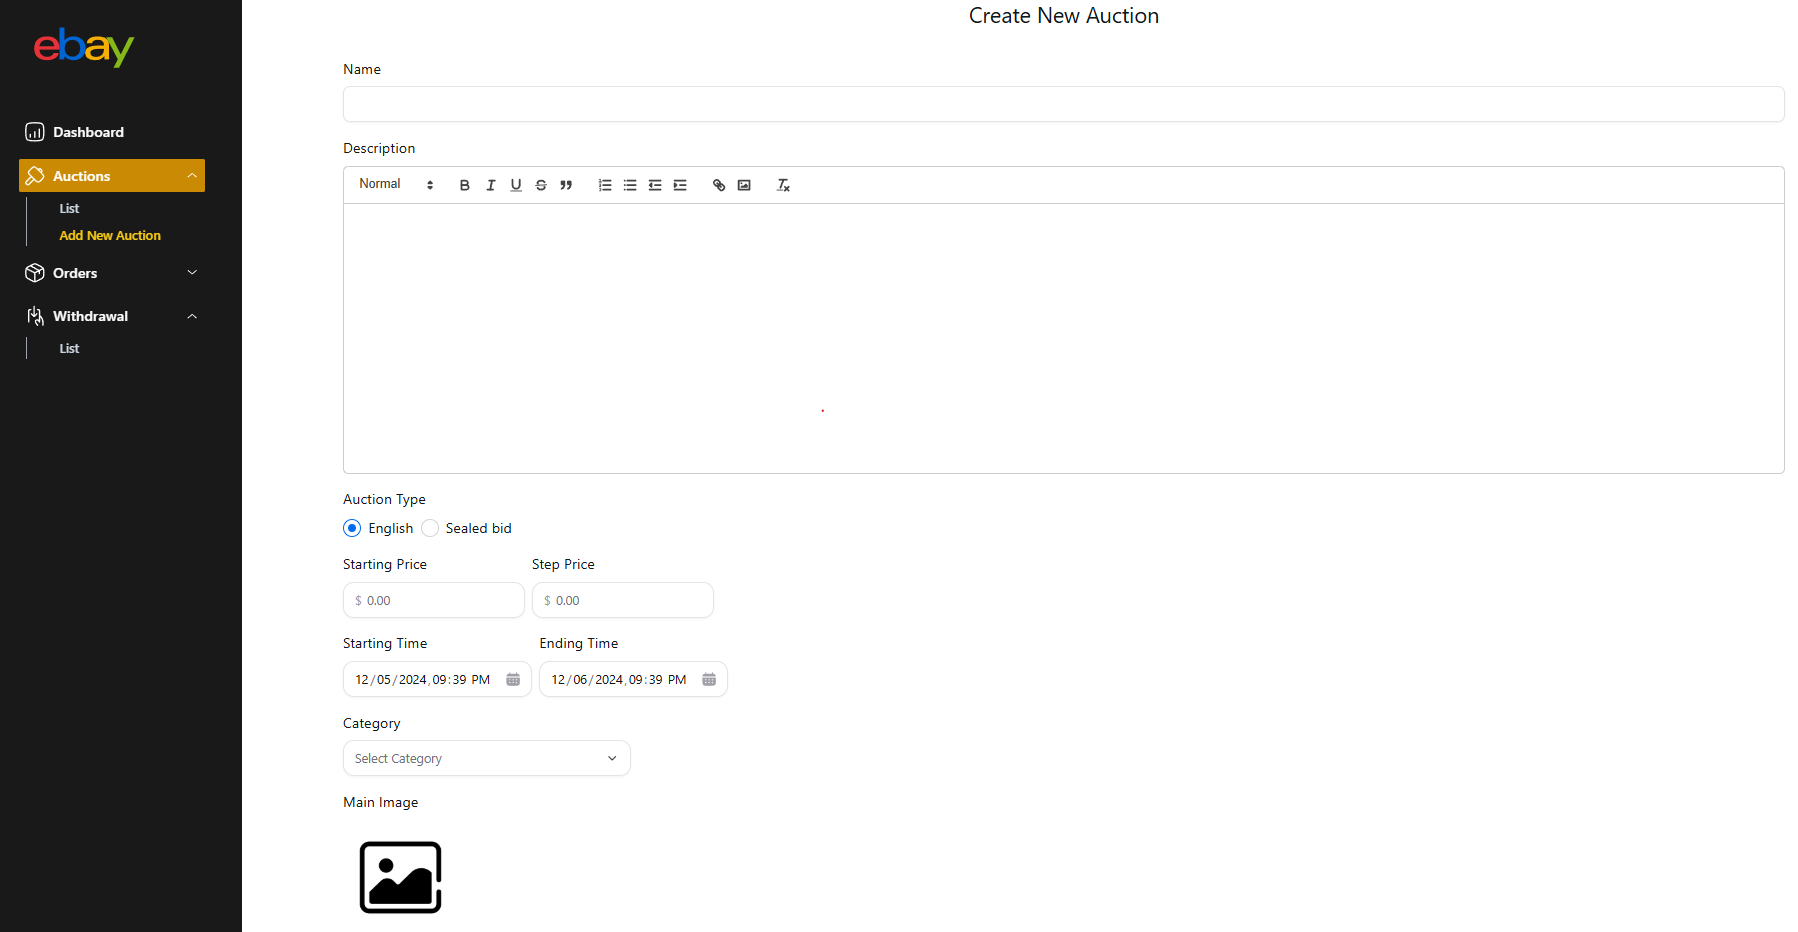 ebay
Dashboard
Auctions
List
Add New Auction
Orders
Withdrawal
List
Create New Auction
Name
Description
Normal
Auction Type
English Sealed bid
Starting Price Step Price
$ 0.00 $ 0.00
Starting Time Ending Time
12/05/2024, 09:39 PM 12/06/2024, 09:39 PM
Category
Select Category
Main Image